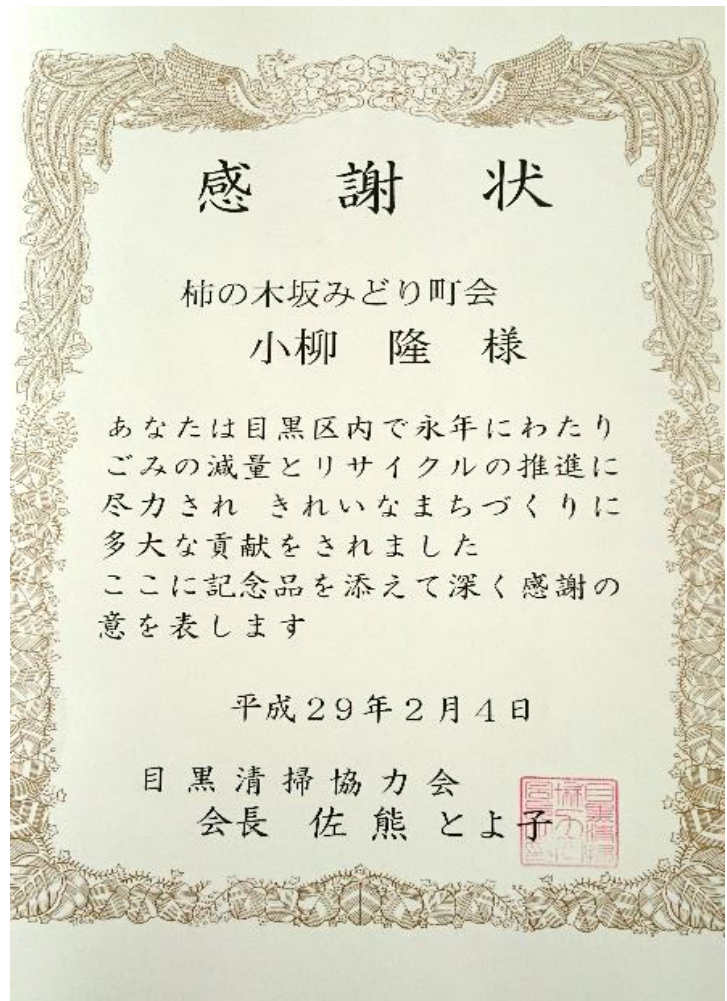 感謝状
柿の木坂みどり町会
小柳 隆 様
あなたは目黒区内で永年にわたり
ごみの減量とリサイクルの推進に
尽力され きれいなまちづくりに
多大な貢献をされました
ここに記念品を添えて深く感謝の
意を表します
平成29年2月4日
目黒清掃協力会
会長 佐熊とよ子